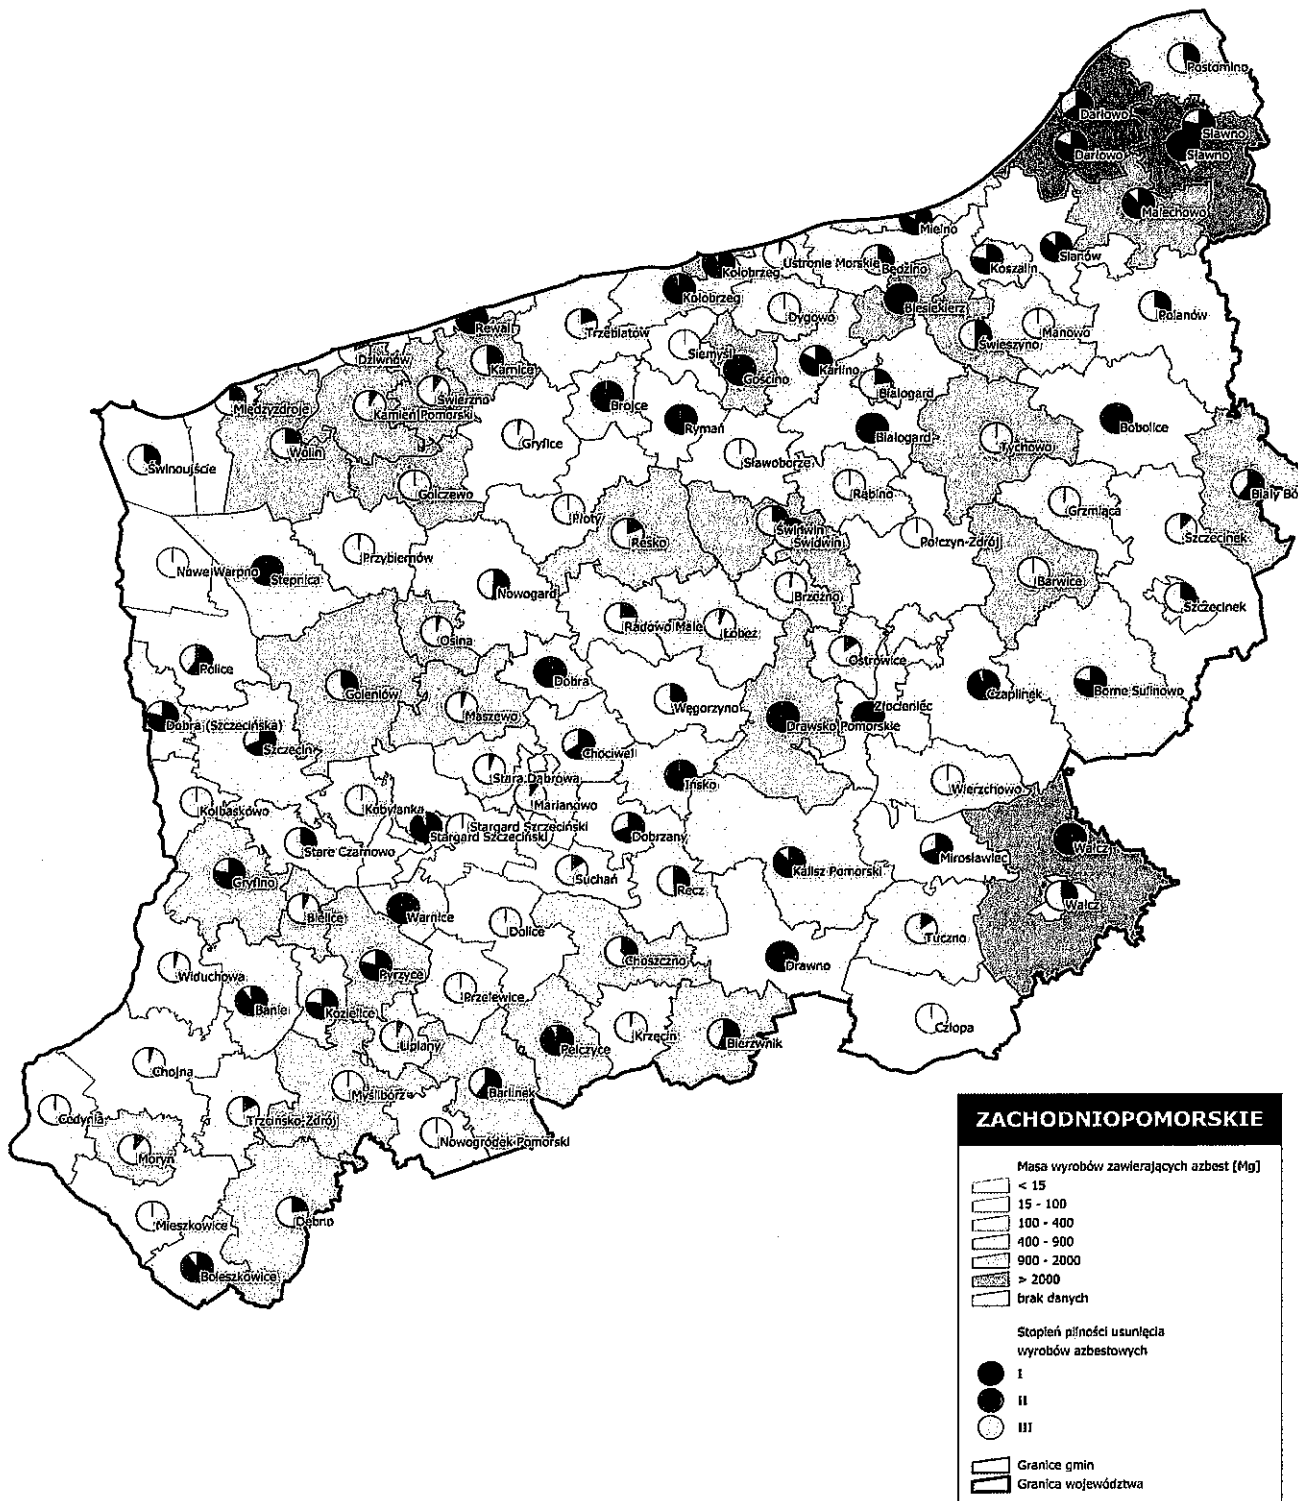 Postomino
Darłowo
Sławno
Darłowo
Sławno
Malechowo
Mielno
Ustronie Morskie
Będzino
Koszalin
Sianów
Kołobrzeg
Kołobrzeg
Dygowo
Biesiekierz
Manowo
Polanów
Rewal
Trzebiatów
Siemyśl
Świeszyno
Dziwnów
Karnice
Gościno
Karlino
Białogard
Międzyzdroje
Kamień Pomorski
Świerzno
Brojce
Rymań
Białogard
Bobolice
Wolin
Gryfice
Sławoborze
Tychowo
Świnoujście
Golczewo
Rąbino
Grzmiąca
Biały Bó
Płoty
Resko
Świdwin
Świdwin
Połczyn-Zdrój
Szczecinek
Nowe Warpno
Stepnica
Przybiernów
Nowogard
Brzeżno
Barwice
Szczecinek
Osina
Radowo Małe
Łobez
Ostrowice
Police
Goleniów
Dobra
Maszewo
Węgorzyno
Drawsko Pomorskie
Złocieniec
Czaplinek
Borne Sulinowo
Dobra (Szczecińska)
Szczecin
Chociwel
Stara Dąbrowa
Ińsko
Wierzchowo
Kołbaskowo
Kobylanka
Marianowo
Stargard Szczeciński
Stargard Szczeciński
Dobrzany
Stare Czarnowo
Mirosławiec
Wałcz
Gryfino
Suchań
Recz
Kalisz Pomorski
Wałcz
Bielice
Warnice
Dolice
Tuczno
Widuchowa
Pyrzyce
Choszczno
Drawno
Banie
Kozielice
Przelewice
Krzęcin
Bierzwnik
Człopa
Lipiany
Pełczyce
Chojna
Myślibórz
Barlinek
Cedynia
Trzcińsko-Zdrój
Nowogródek Pomorski
Moryń
Mieszkowice
Dębno
Boleszkowice
ZACHODNIOPOMORSKIE
Masa wyrobów zawierających azbest [Mg]
< 15
15 - 100
100 - 400
400 - 900
900 - 2000
> 2000
brak danych
Stopień pilności usunięcia
wyrobów azbestowych
I
II
III
Granice gmin
Granica województwa